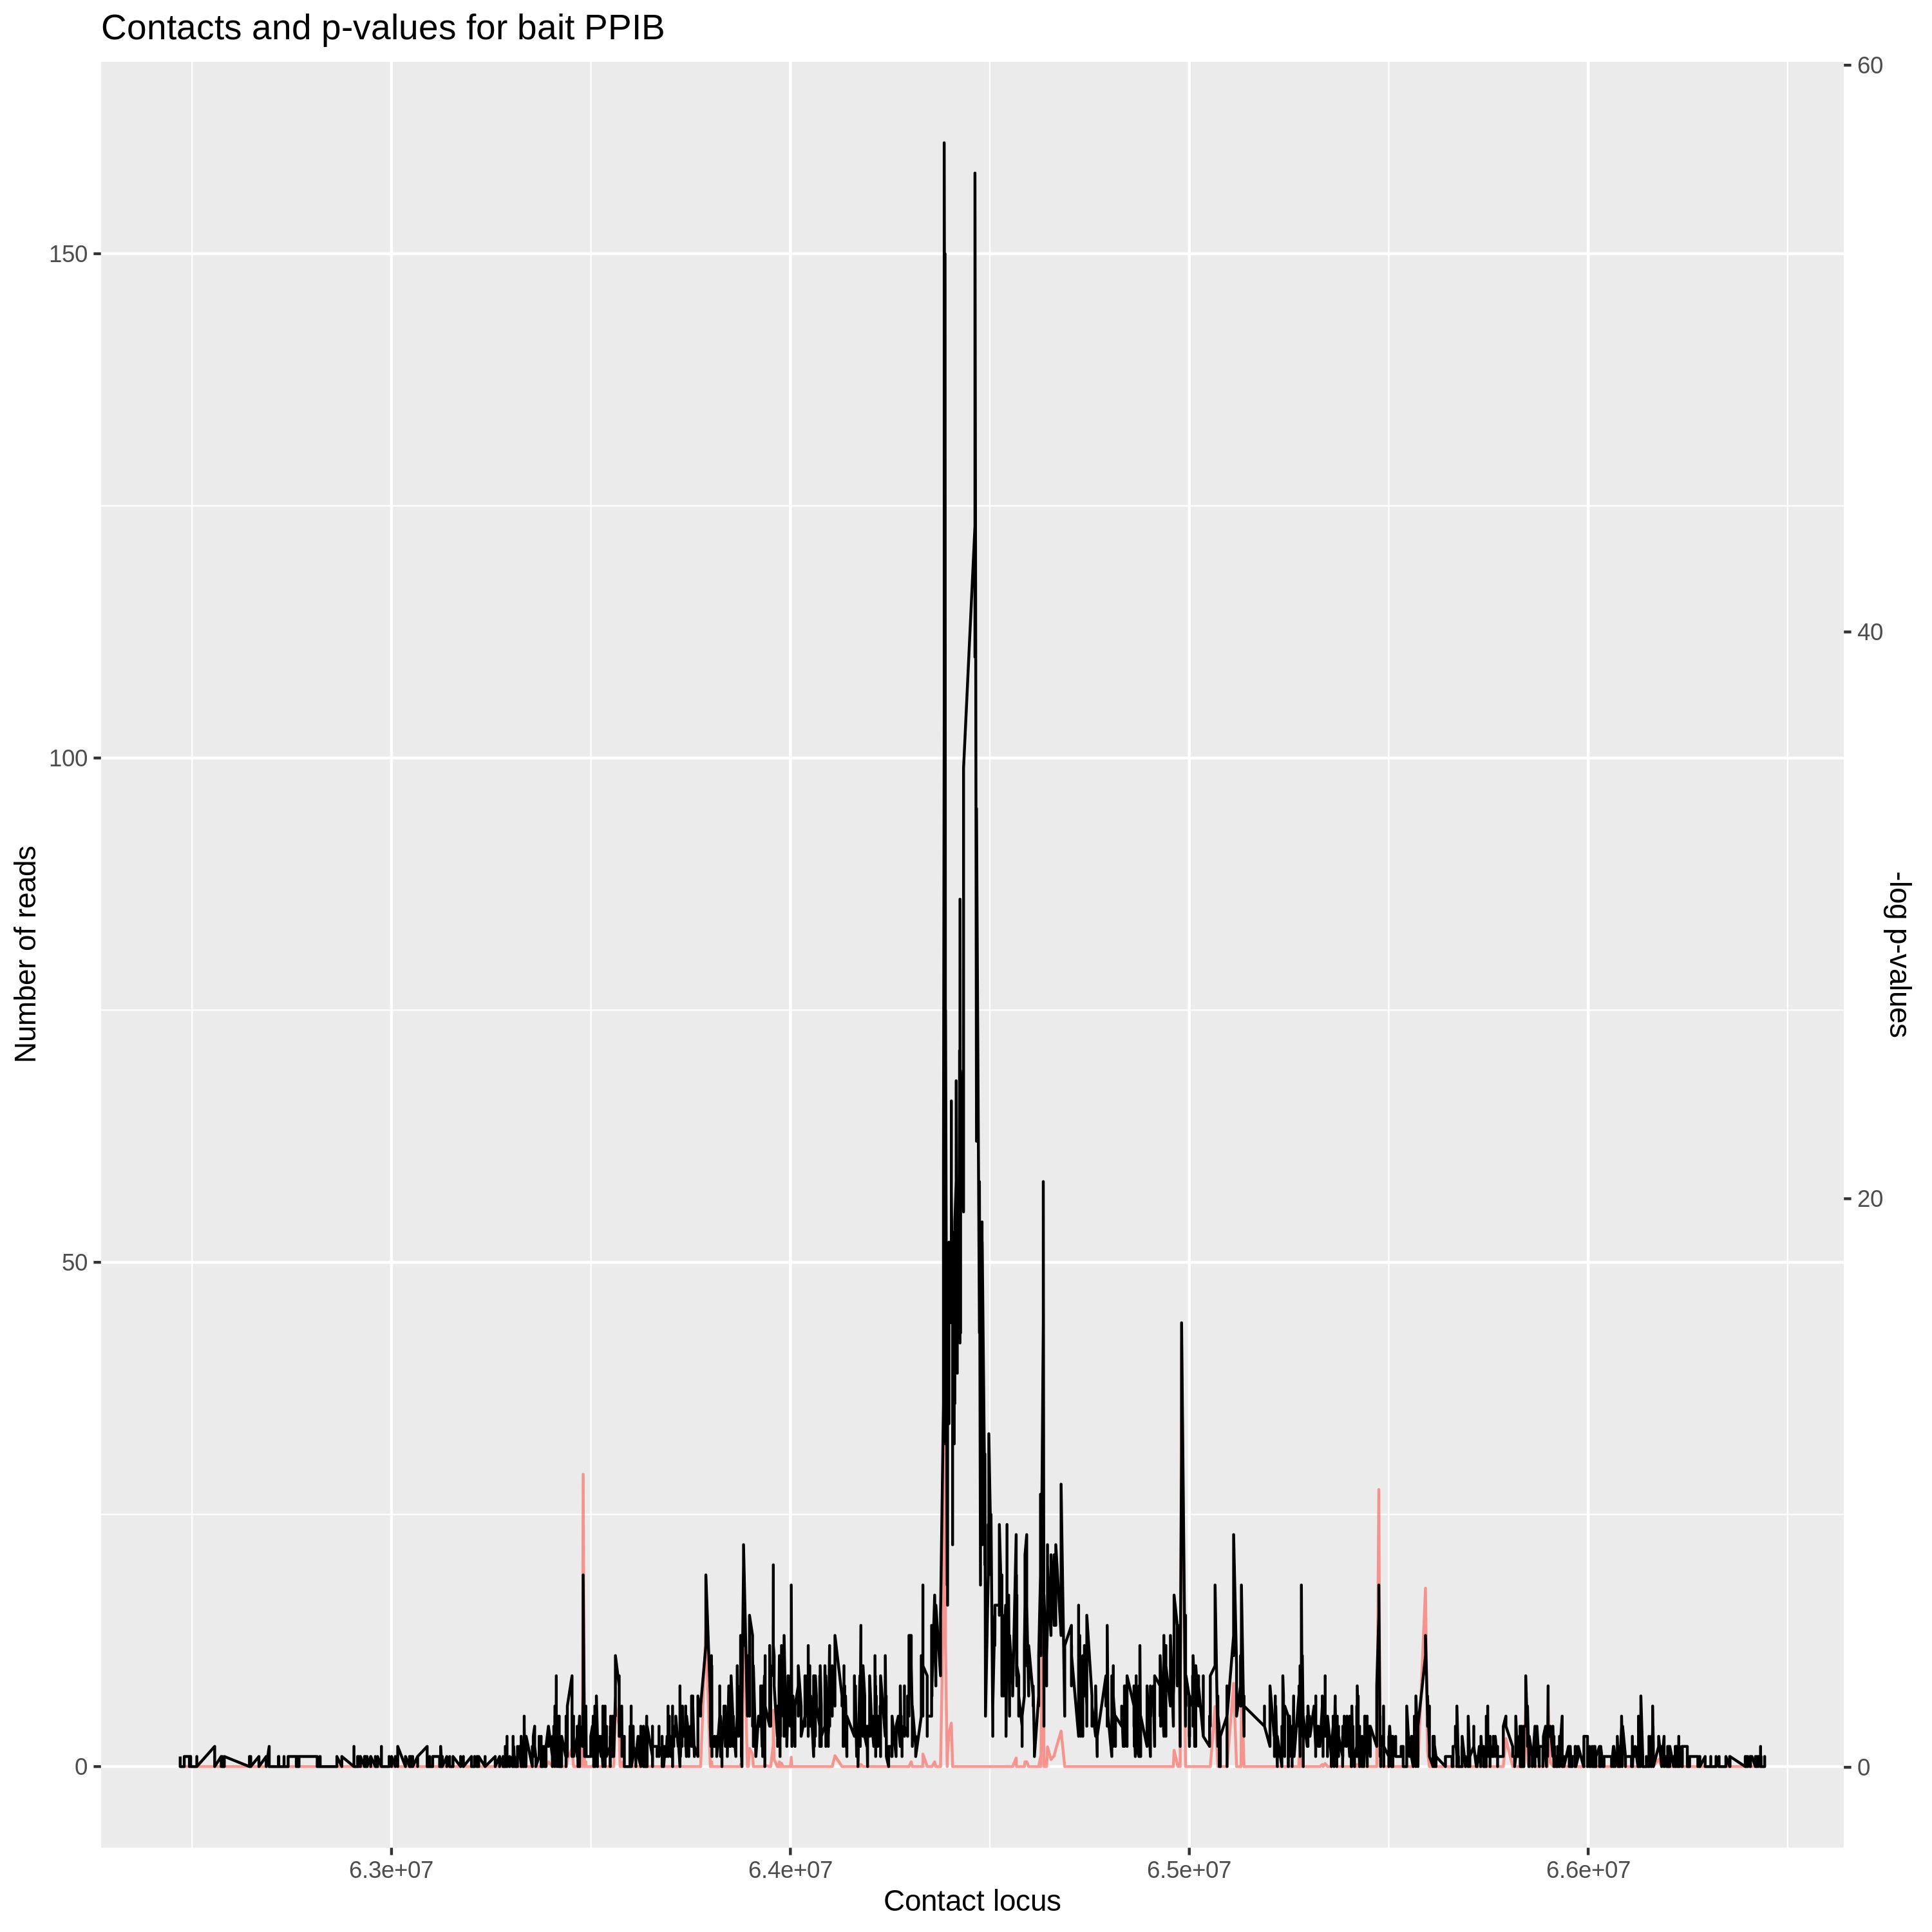 Contacts and p-values for bait PPIB
60
150
40
100
Number of reads
-log p-values
20
50
0
0
6.3e+07
6.4e+07
6.5e+07
6.6e+07
Contact locus